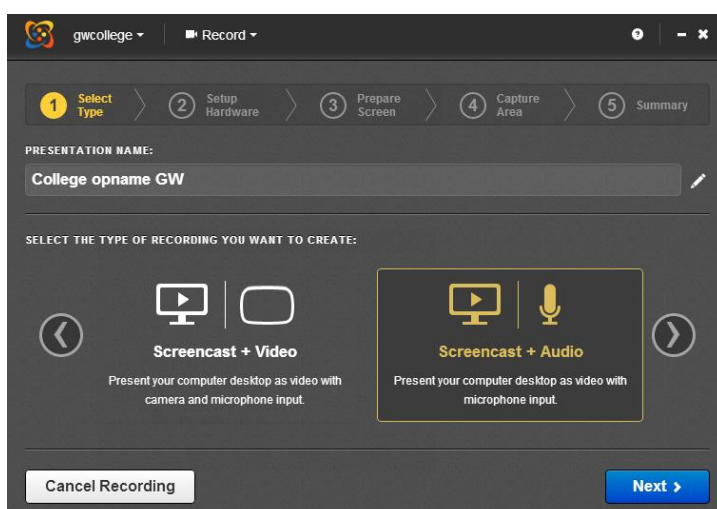 gwcollege
Record
1 Select Type
2 Setup Hardware
3 Prepare Screen
4 Capture Area
5 Summary
PRESENTATION NAME:
College opname GW
SELECT THE TYPE OF RECORDING YOU WANT TO CREATE:
Screencast + Video
Present your computer desktop as video with
camera and microphone input.
Screencast + Audio
Present your computer desktop as video with
microphone input.
Cancel Recording
Next